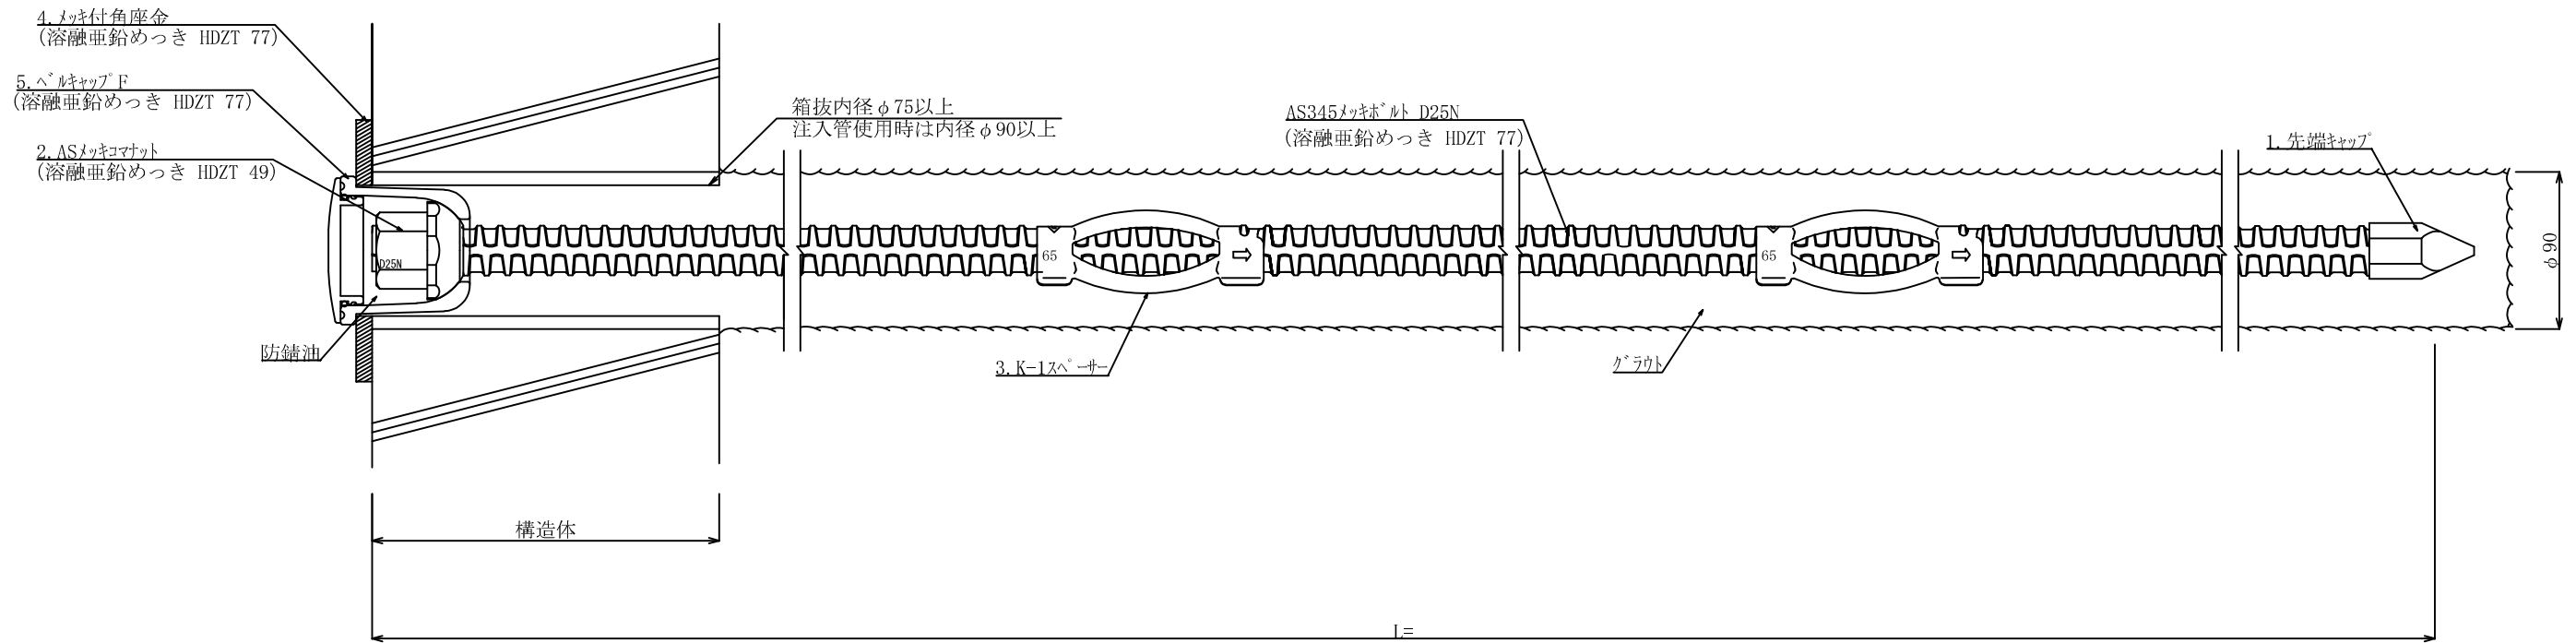 4.メッキ付角座金
(溶融亜鉛めっき HDZT 77)
5.ベルキャップF
(溶融亜鉛めっき HDZT 77)
2.ASメッキコマナット
(溶融亜鉛めっき HDZT 49)
箱抜内径φ75以上
注入管使用時は内径φ90以上
AS345メッキボルト D25N
(溶融亜鉛めっき HDZT 77)
1.先端キャップ
D25N
65
65
φ90
防錆油
3.K-1スペーサー
グラウト
構造体
L=